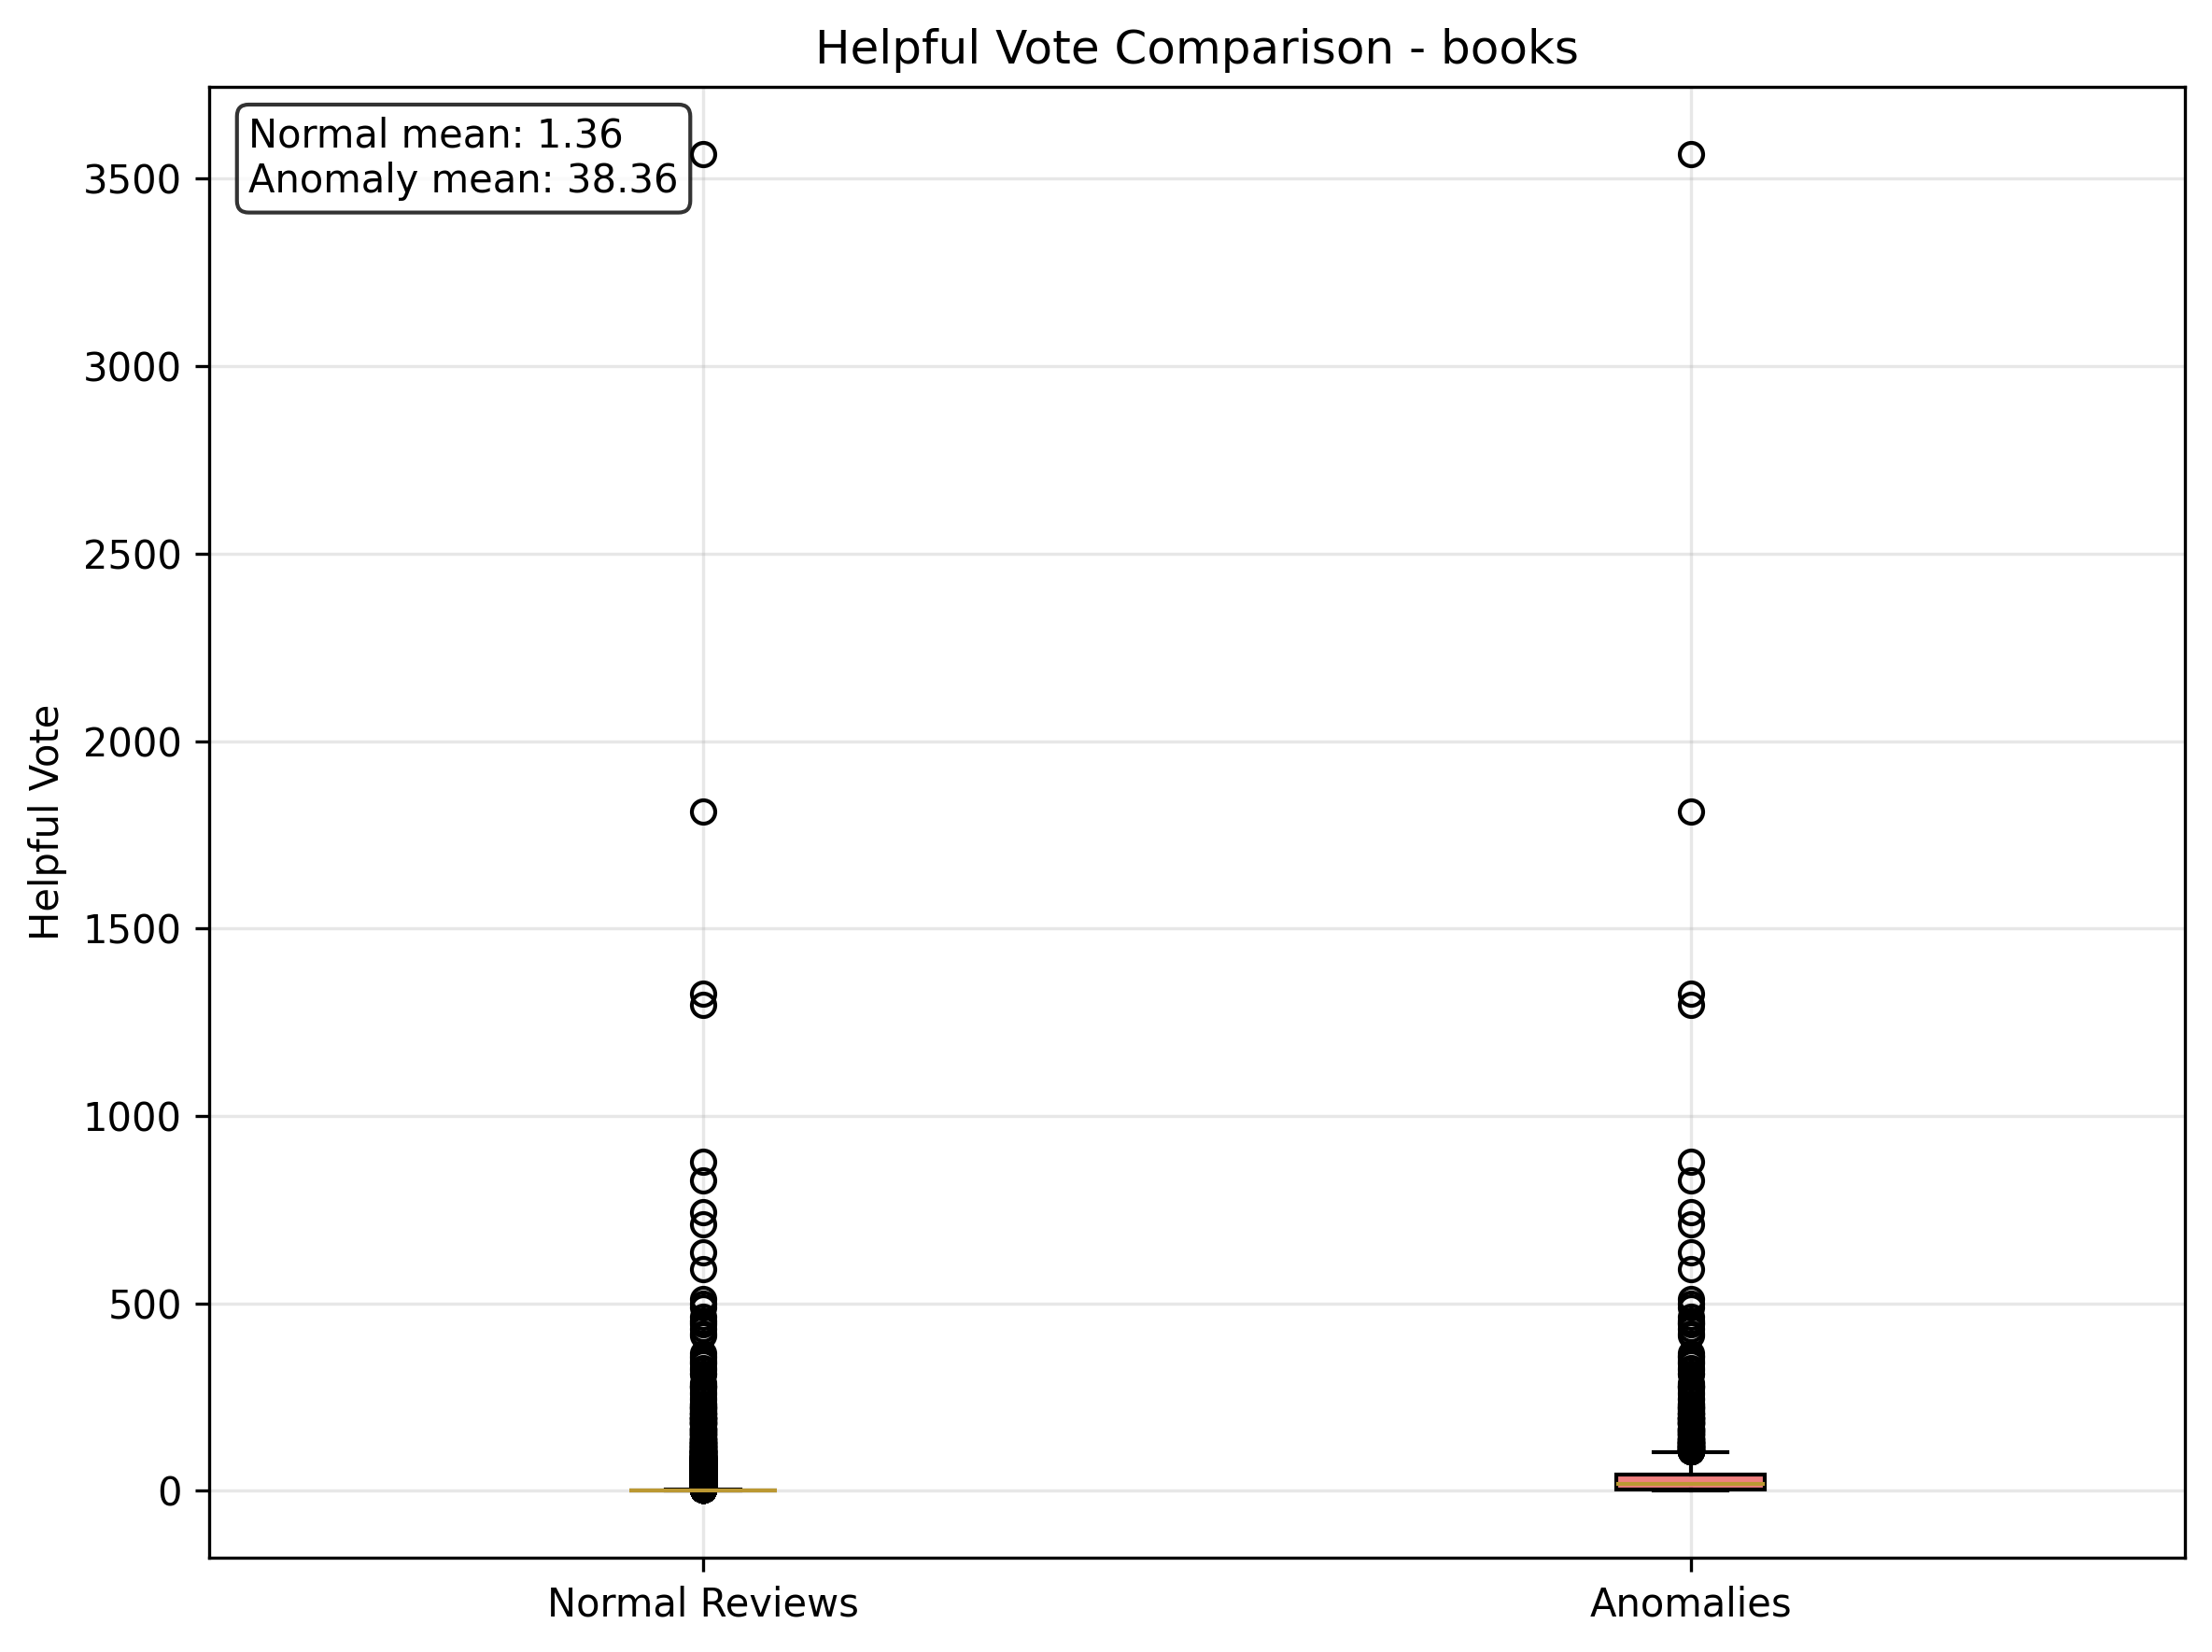 Helpful Vote Comparison - books
Normal mean: 1.36
Anomaly mean: 38.36
3500
3000
2500
2000
1500
1000
500
0
Helpful Vote
Normal Reviews
Anomalies